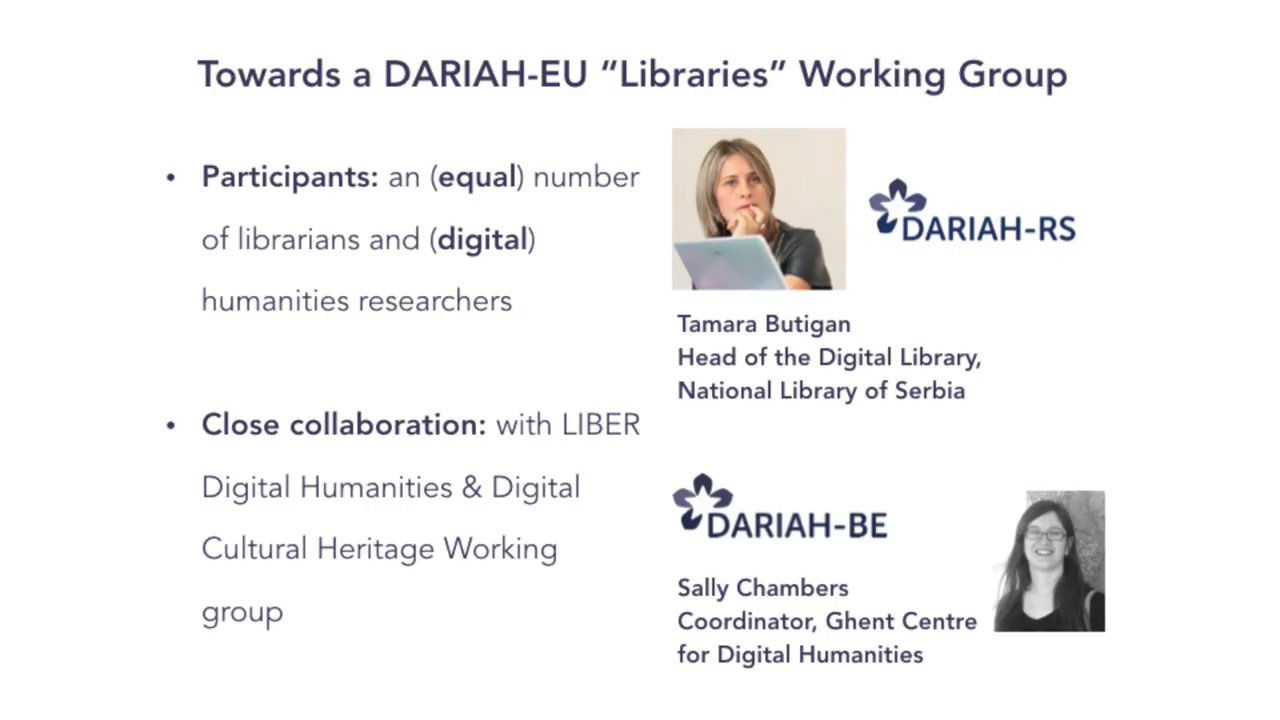 Towards a DARIAH-EU “Libraries” Working Group
• Participants: an (equal) number
of librarians and (digital)
humanities researchers
• Close collaboration: with LIBER
Digital Humanities & Digital
Cultural Heritage Working
group
DARIAH-RS
Tamara Butigan
Head of the Digital Library,
National Library of Serbia
DARIAH-BE
Sally Chambers
Coordinator, Ghent Centre
for Digital Humanities